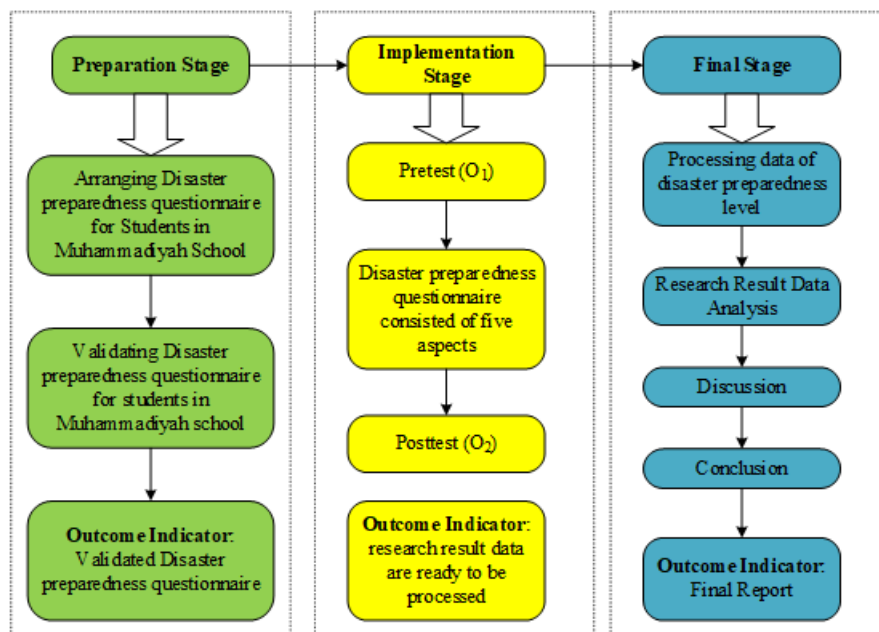 Preparation Stage
Arranging Disaster
preparedness questionnaire
for Students in
Muhammadiyah School
Validating Disaster
preparedness questionnaire
for students in
Muhammadiyah school
Outcome Indicator:
Validated Disaster
preparedness questionnaire
Implementation
Stage
Pretest (O₁)
Disaster preparedness
questionnaire
consisted of five
aspects
Posttest (O₂)
Outcome Indicator:
research result data
are ready to be
processed
Final Stage
Processing data of
disaster preparedness
level
Research Result Data
Analysis
Discussion
Conclusion
Outcome Indicator:
Final Report